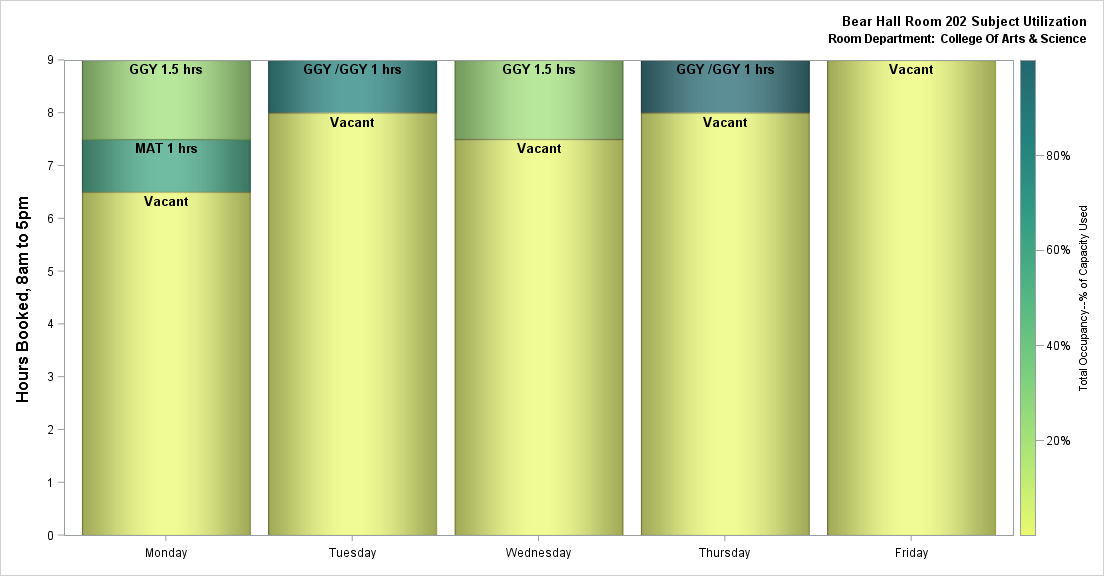 Bear Hall Room 202 Subject Utilization
Room Department: College Of Arts & Science
Hours Booked, 8am to 5pm
9
8
7
6
5
4
3
2
1
0
GGY 1.5 hrs
MAT 1 hrs
Vacant
GGY /GGY 1 hrs
Vacant
GGY 1.5 hrs
Vacant
GGY /GGY 1 hrs
Vacant
Vacant
Monday
Tuesday
Wednesday
Thursday
Friday
80%
60%
40%
20%
Total Occupancy--% of Capacity Used